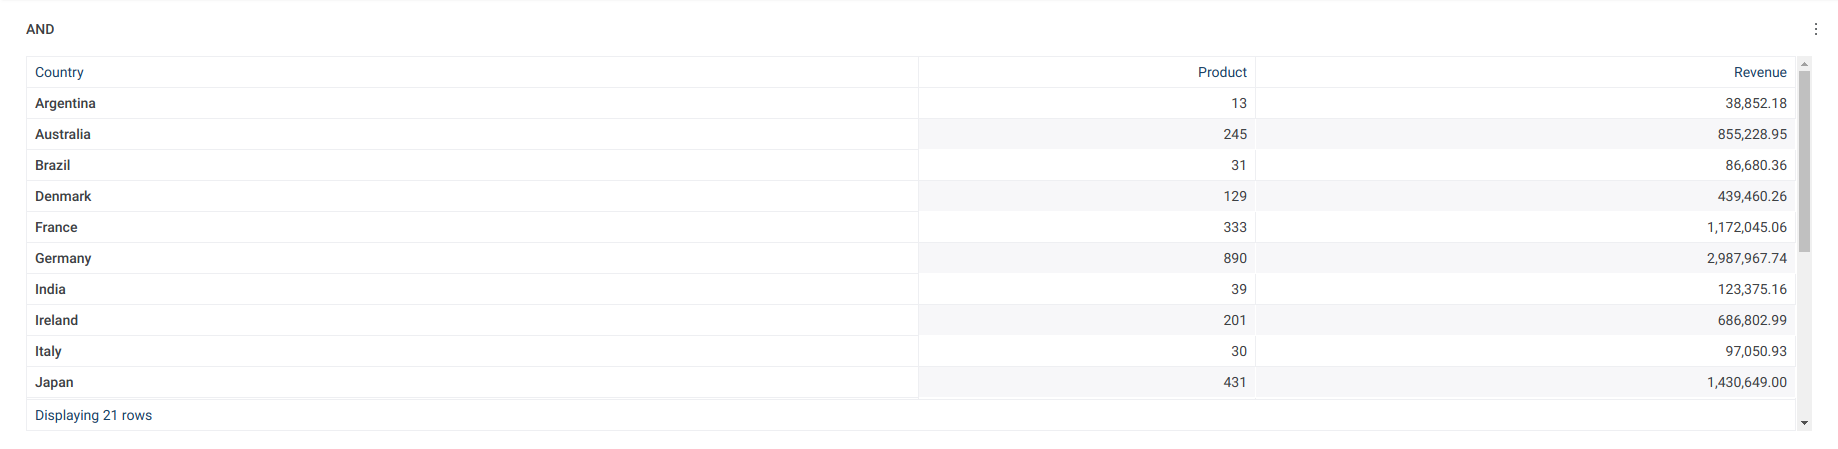 AND
Country Product Revenue
Argentina 13 38,852.18
Australia 245 855,228.95
Brazil 31 86,680.36
Denmark 129 439,460.26
France 333 1,172,045.06
Germany 890 2,987,967.74
India 39 123,375.16
Ireland 201 686,802.99
Italy 30 97,050.93
Japan 431 1,430,649.00
Displaying 21 rows